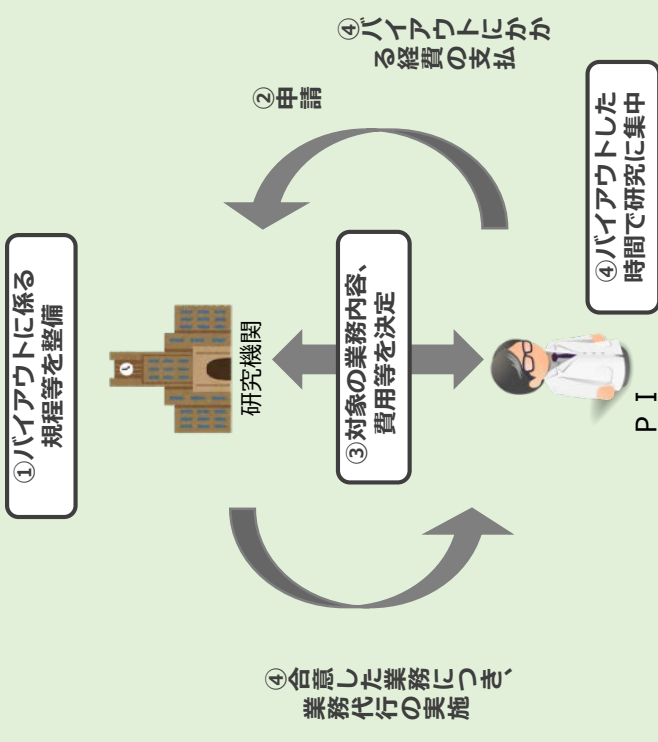 ①バイアウトに係る
規程等を整備
②申請
④バイアウトにかか
る経費の支払
研究機関
③対象の業務内容、
費用等を決定
④合意した業務につき、
業務代行の実施
④バイアウトした
時間で研究に集中
ＰＩ